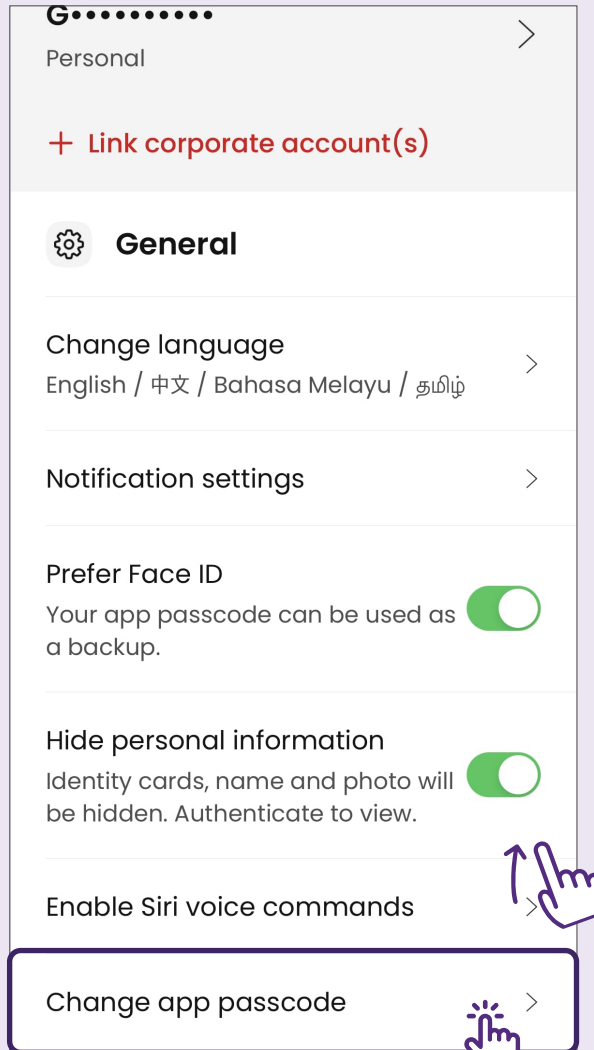 G••••••••••
Personal
+ Link corporate account(s)
General
Change language
English / 中文 / Bahasa Melayu / தமிழ்
Notification settings
Prefer Face ID
Your app passcode can be used as
a backup.
Hide personal information
Identity cards, name and photo will
be hidden. Authenticate to view.
Enable Siri voice commands
Change app passcode